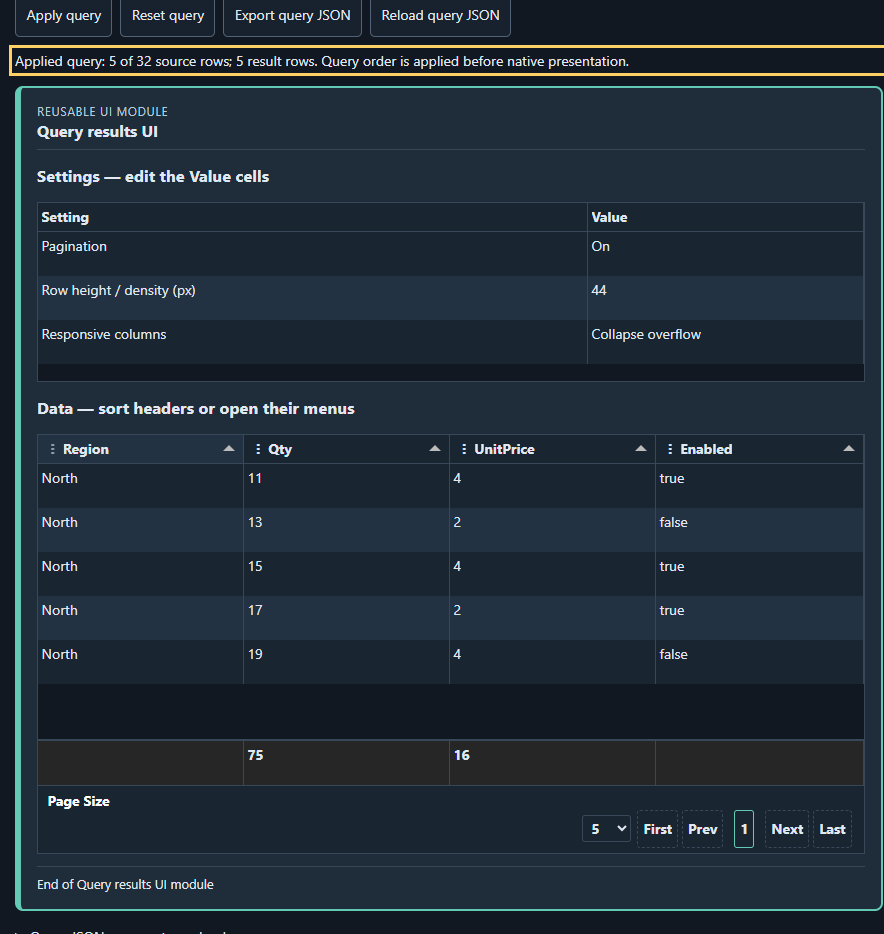 Apply query Reset query Export query JSON Reload query JSON
Applied query: 5 of 32 source rows; 5 result rows. Query order is applied before native presentation.
REUSABLE UI MODULE
Query results UI
Settings — edit the Value cells
Setting Value
Pagination On
Row height / density (px) 44
Responsive columns Collapse overflow
Data — sort headers or open their menus
Region Qty UnitPrice Enabled
North 11 4 true
North 13 2 false
North 15 4 true
North 17 2 true
North 19 4 false
75 16
Page Size
5 First Prev 1 Next Last
End of Query results UI module